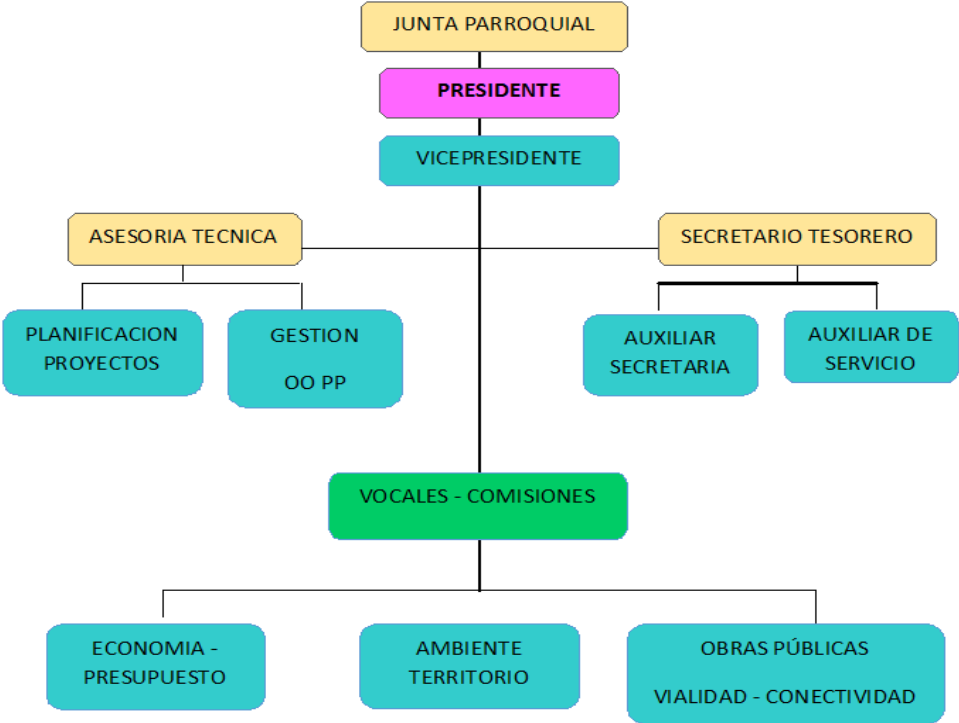 JUNTA PARROQUIAL
PRESIDENTE
VICEPRESIDENTE
ASESORIA TECNICA
SECRETARIO TESORERO
PLANIFICACION
PROYECTOS
GESTION
OO PP
AUXILIAR
SECRETARIA
AUXILIAR DE
SERVICIO
VOCALES - COMISIONES
ECONOMIA -
PRESUPUESTO
AMBIENTE
TERRITORIO
OBRAS PÚBLICAS
VIALIDAD - CONECTIVIDAD